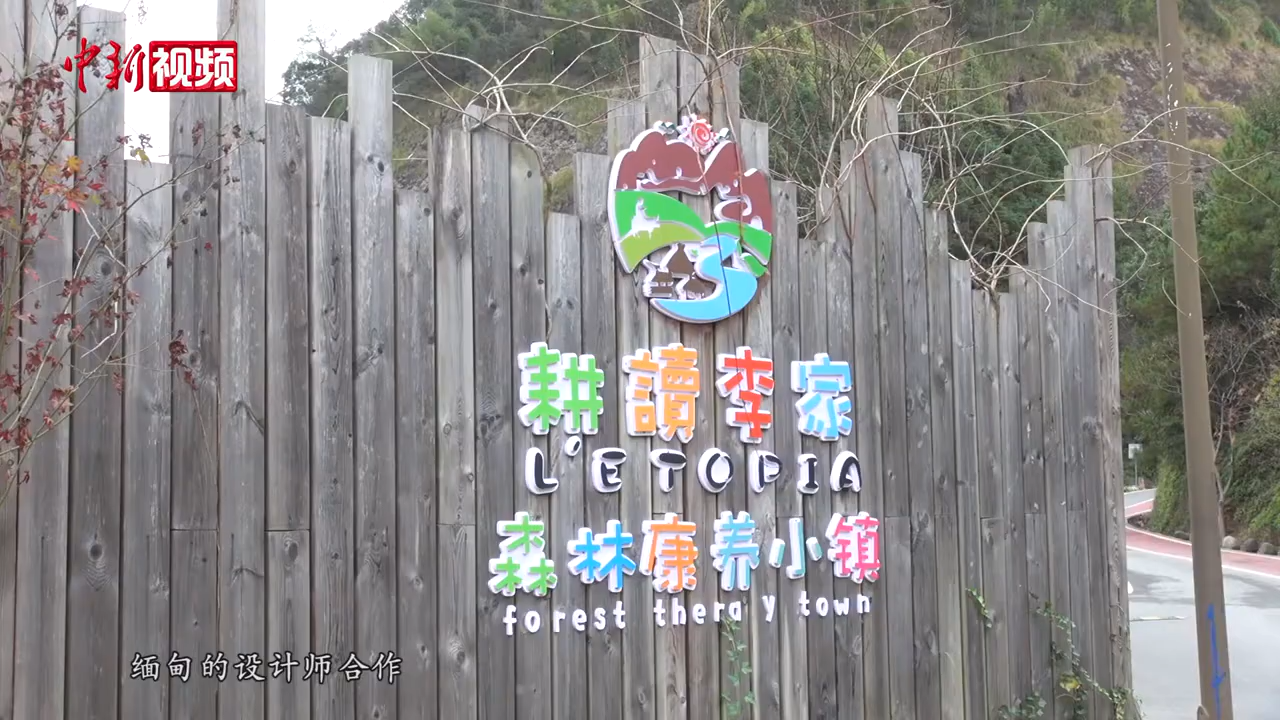 中新视频
耕讀李家
L'ETOPIA
森林康养小镇
forest thera y town
缅甸的设计师合作